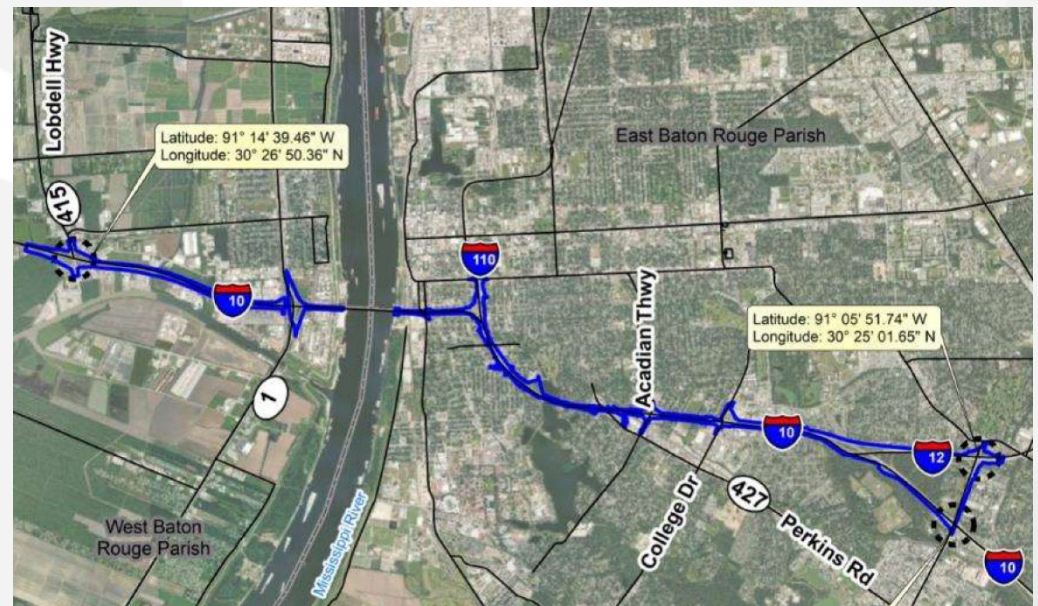 Lobdell Hwy
Latitude: 91° 14' 39.46" W
Longitude: 30° 26' 50.36" N
East Baton Rouge Parish
415
110
10
Acadian Thwy
Latitude: 91° 05' 51.74" W
Longitude: 30° 25' 01.65" N
1
10
12
427
College Dr
Perkins Rd
West Baton
Rouge Parish
Mississippi River
10